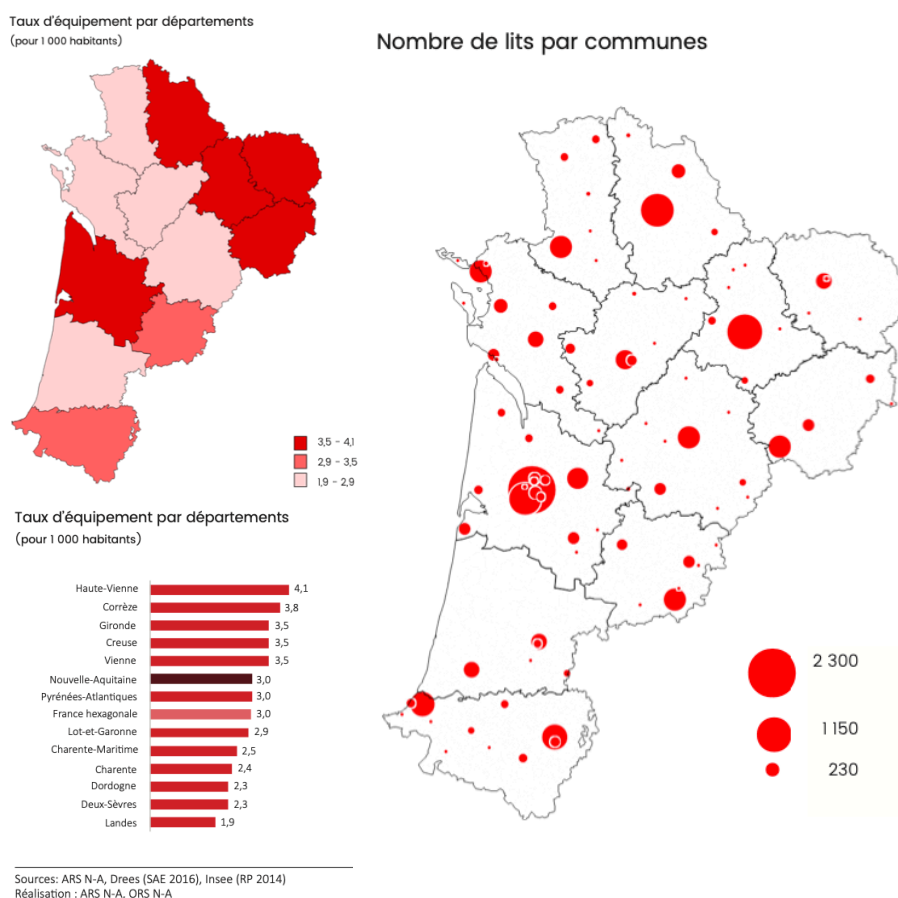 Taux d'équipement par départements
(pour 1 000 habitants)
Nombre de lits par communes
3,5 - 4,1
2,9 - 3,5
1,9 - 2,9
Taux d'équipement par départements
(pour 1 000 habitants)
Haute-Vienne 4,1
Corrèze 3,8
Gironde 3,5
Creuse 3,5
Vienne 3,5
Nouvelle-Aquitaine 3,0
Pyrénées-Atlantiques 3,0
France hexagonale 3,0
Lot-et-Garonne 2,9
Charente-Maritime 2,5
Charente 2,4
Dordogne 2,3
Deux-Sèvres 2,3
Landes 1,9
2 300
1 150
230
Sources: ARS N-A, Drees (SAE 2016), Insee (RP 2014)
Réalisation : ARS N-A, ORS N-A